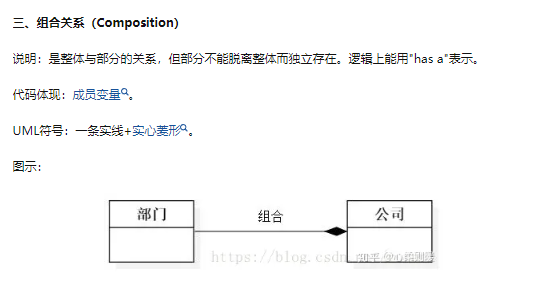 三、组合关系（Composition）
说明：是整体与部分的关系，但部分不能脱离整体而独立存在。逻辑上能用"has a"表示。
代码体现：成员变量。
UML符号：一条实线+实心菱形。
图示：
部门 组合 公司
https://blog.csdn